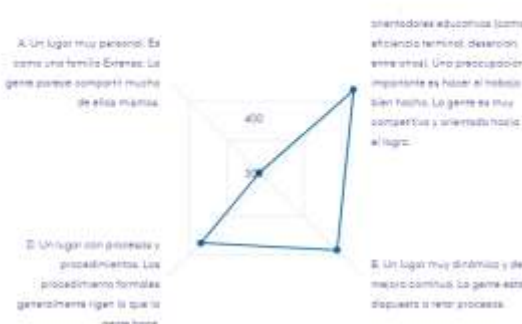 A. Un lugar muy personal. Es
como una familia Extensa. La
gente parece compartir mucho
de ellos mismos.
orientadores educativos (como
eficiencia terminal, deserción
entre otros). Una preocupación
importante es hacer el trabajo
bien hecho. La gente es muy
competitiva y orientada hacia
el logro.
400
D. Un lugar con procesos y
procedimientos. Los
procedimiento formales
generalmente rigen lo que la
gente hace.
B. Un lugar muy dinámico y de
mejora continua. La gente está
dispuesta a retar procesos.